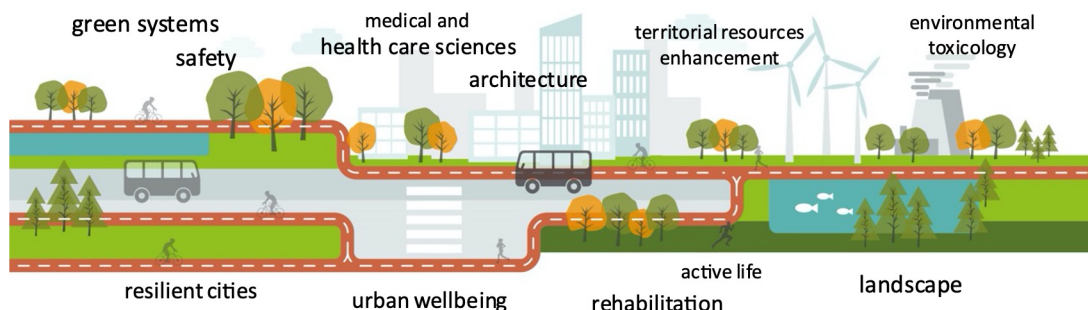 green systems
safety
medical and
health care sciences
architecture
territorial resources
enhancement
environmental
toxicology
resilient cities
urban wellbeing
rehabilitation
active life
landscape